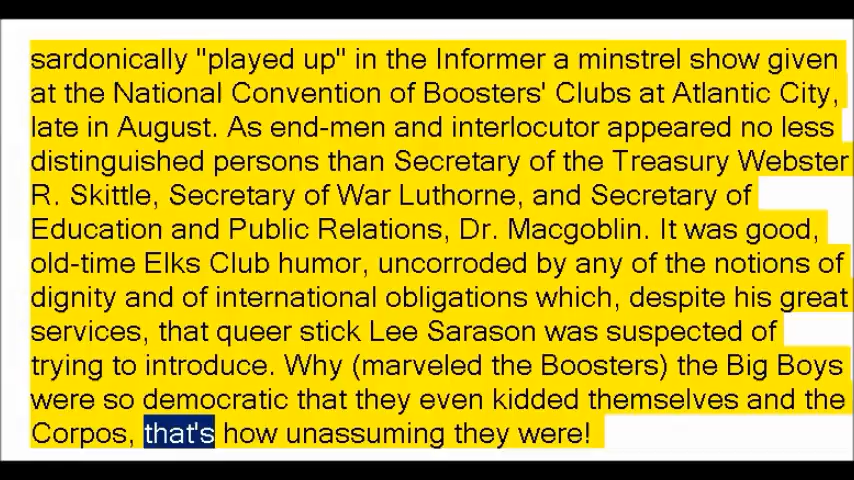 sardonically "played up" in the Informer a minstrel show given
at the National Convention of Boosters' Clubs at Atlantic City,
late in August. As end-men and interlocutor appeared no less
distinguished persons than Secretary of the Treasury Webster
R. Skittle, Secretary of War Luthorne, and Secretary of
Education and Public Relations, Dr. Macgoblin. It was good,
old-time Elks Club humor, uncorroded by any of the notions of
dignity and of international obligations which, despite his great
services, that queer stick Lee Sarason was suspected of
trying to introduce. Why (marveled the Boosters) the Big Boys
were so democratic that they even kidded themselves and the
Corpos, that's how unassuming they were!